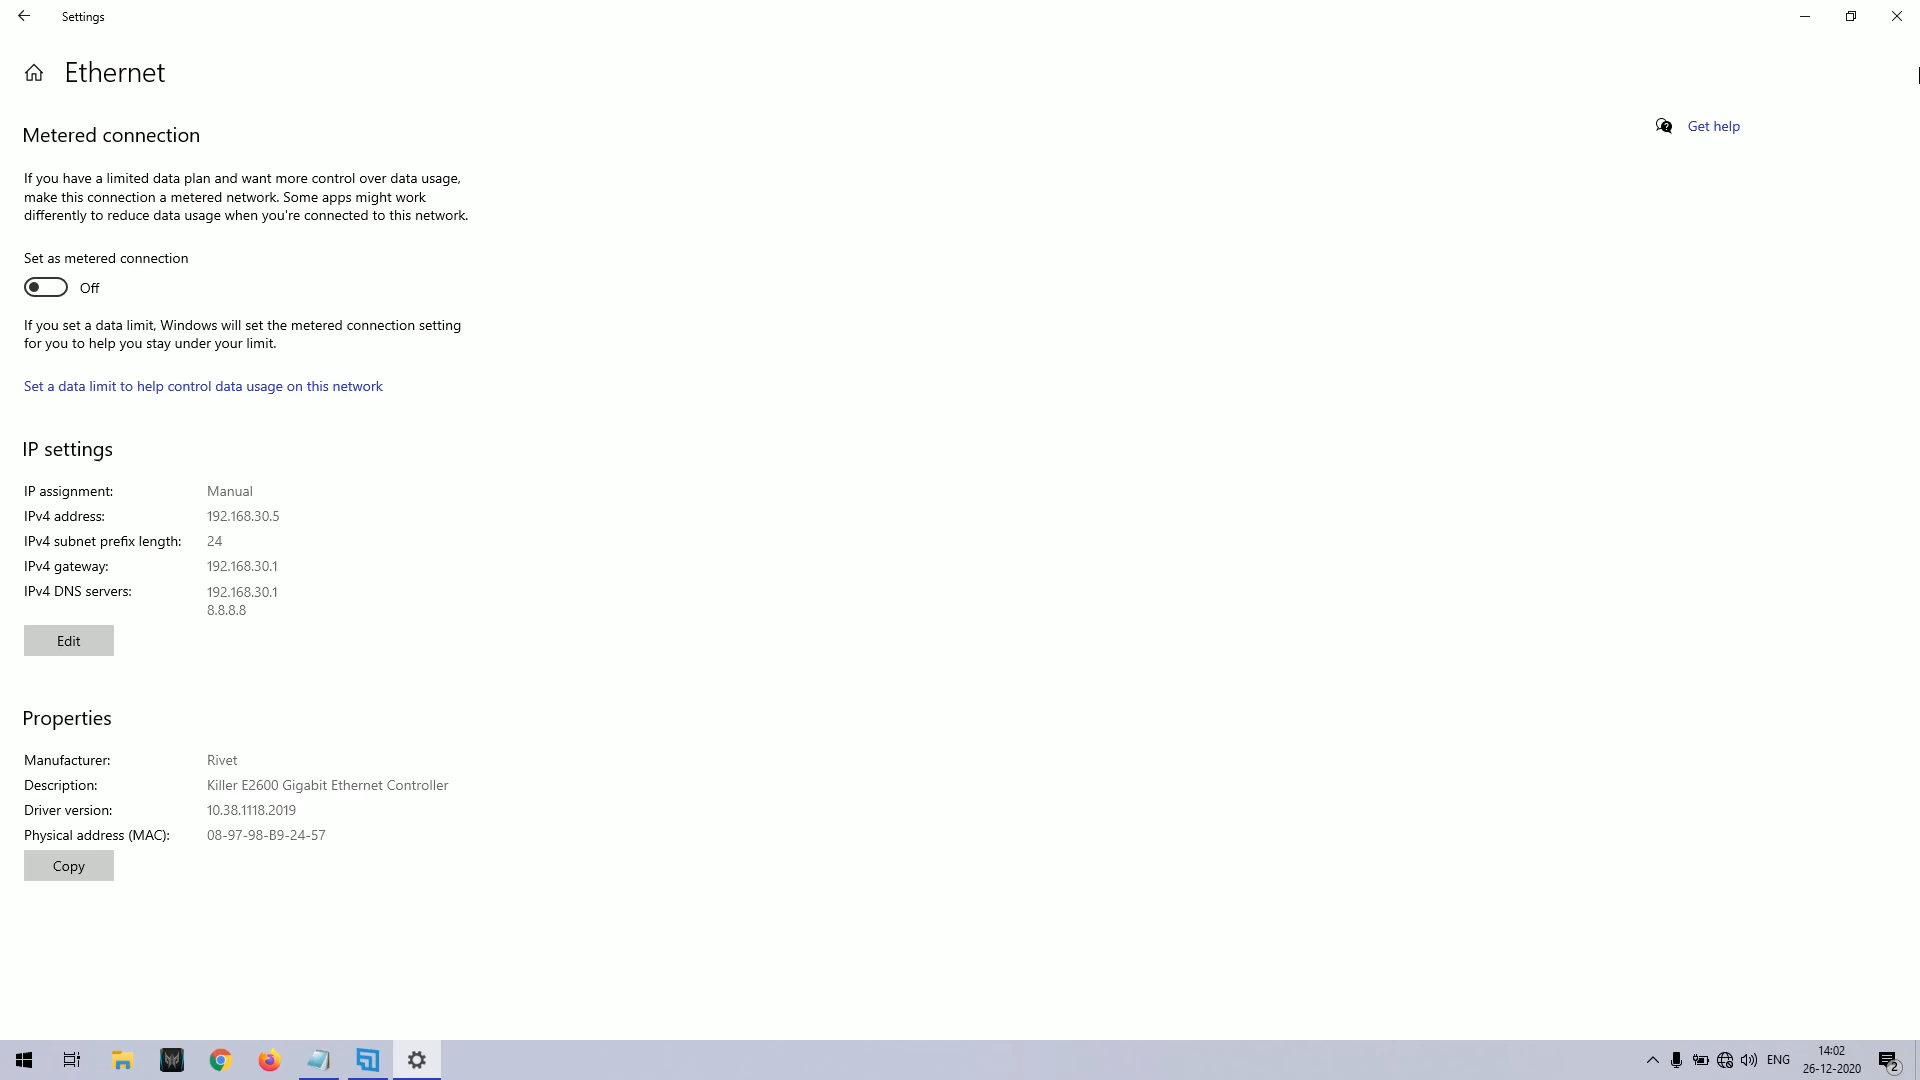 Settings
Ethernet
Metered connection
Get help
If you have a limited data plan and want more control over data usage,
make this connection a metered network. Some apps might work
differently to reduce data usage when you're connected to this network.
Set as metered connection
Off
If you set a data limit, Windows will set the metered connection setting
for you to help you stay under your limit.
Set a data limit to help control data usage on this network
IP settings
IP assignment: Manual
IPv4 address: 192.168.30.5
IPv4 subnet prefix length: 24
IPv4 gateway: 192.168.30.1
IPv4 DNS servers: 192.168.30.1
8.8.8.8
Edit
Properties
Manufacturer: Rivet
Description: Killer E2600 Gigabit Ethernet Controller
Driver version: 10.38.1118.2019
Physical address (MAC): 08-97-98-B9-24-57
Copy
ENG
14:02
26-12-2020
2